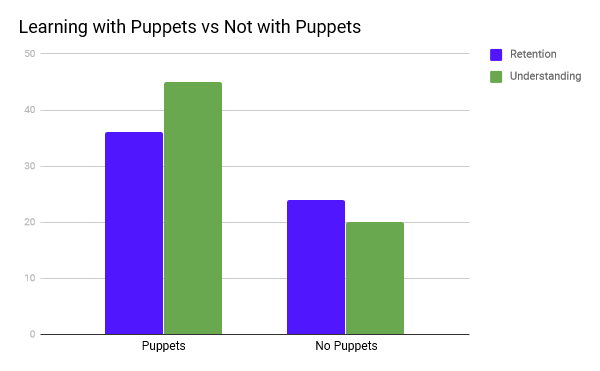 Learning with Puppets vs Not with Puppets
50
40
30
20
10
0
Puppets
No Puppets
Retention
Understanding